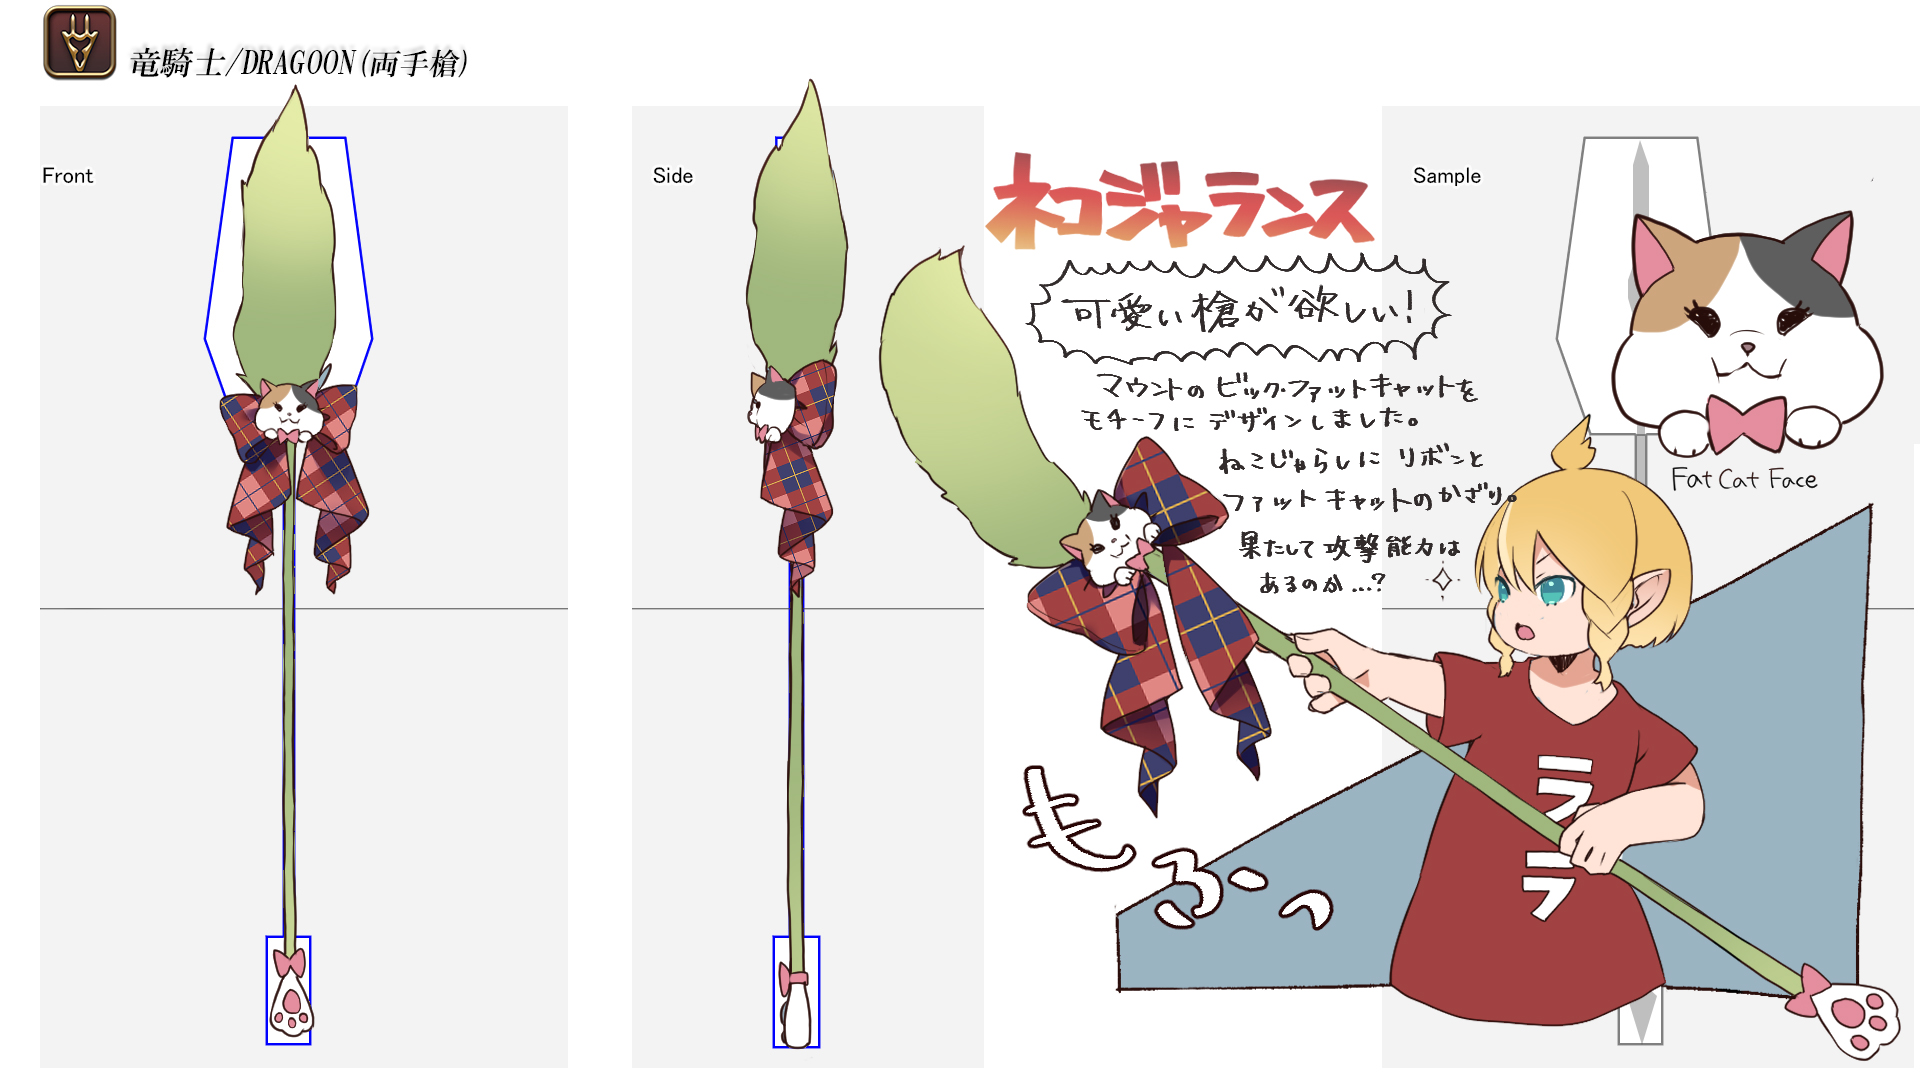 竜騎士/DRAGOON(両手槍)
Front
Side
Sample
ネコジャランス
可愛い槍が欲しい!
マウントの ビック・ファットキャットを
モチーフに デザインしました。
ねこじゃらしに リボンと
ファットキャットのかざり。
果たして攻撃能力は
あるのか…?
Fat Cat Face
もふっ
ララ
フ